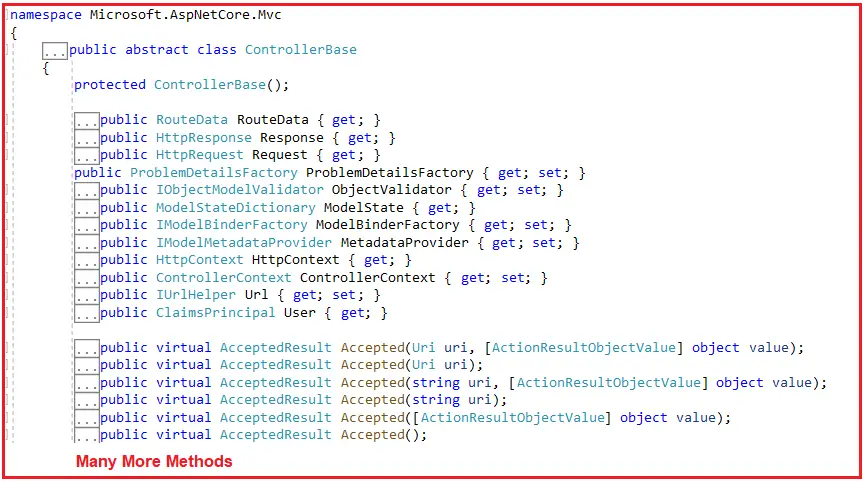 namespace Microsoft.AspNetCore.Mvc
{
...public abstract class ControllerBase
{
protected ControllerBase();
...public RouteData RouteData { get; }
...public HttpResponse Response { get; }
...public HttpRequest Request { get; }
public ProblemDetailsFactory ProblemDetailsFactory { get; set; }
...public IObjectModelValidator ObjectValidator { get; set; }
...public ModelStateDictionary ModelState { get; }
...public IModelBinderFactory ModelBinderFactory { get; set; }
...public IModelMetadataProvider MetadataProvider { get; set; }
...public HttpContext HttpContext { get; }
...public ControllerContext ControllerContext { get; set; }
...public IUrlHelper Url { get; set; }
...public ClaimsPrincipal User { get; }
...public virtual AcceptedResult Accepted(Uri uri, [ActionResultObjectValue] object value);
...public virtual AcceptedResult Accepted(Uri uri);
...public virtual AcceptedResult Accepted(string uri, [ActionResultObjectValue] object value);
...public virtual AcceptedResult Accepted(string uri);
...public virtual AcceptedResult Accepted([ActionResultObjectValue] object value);
...public virtual AcceptedResult Accepted();
Many More Methods